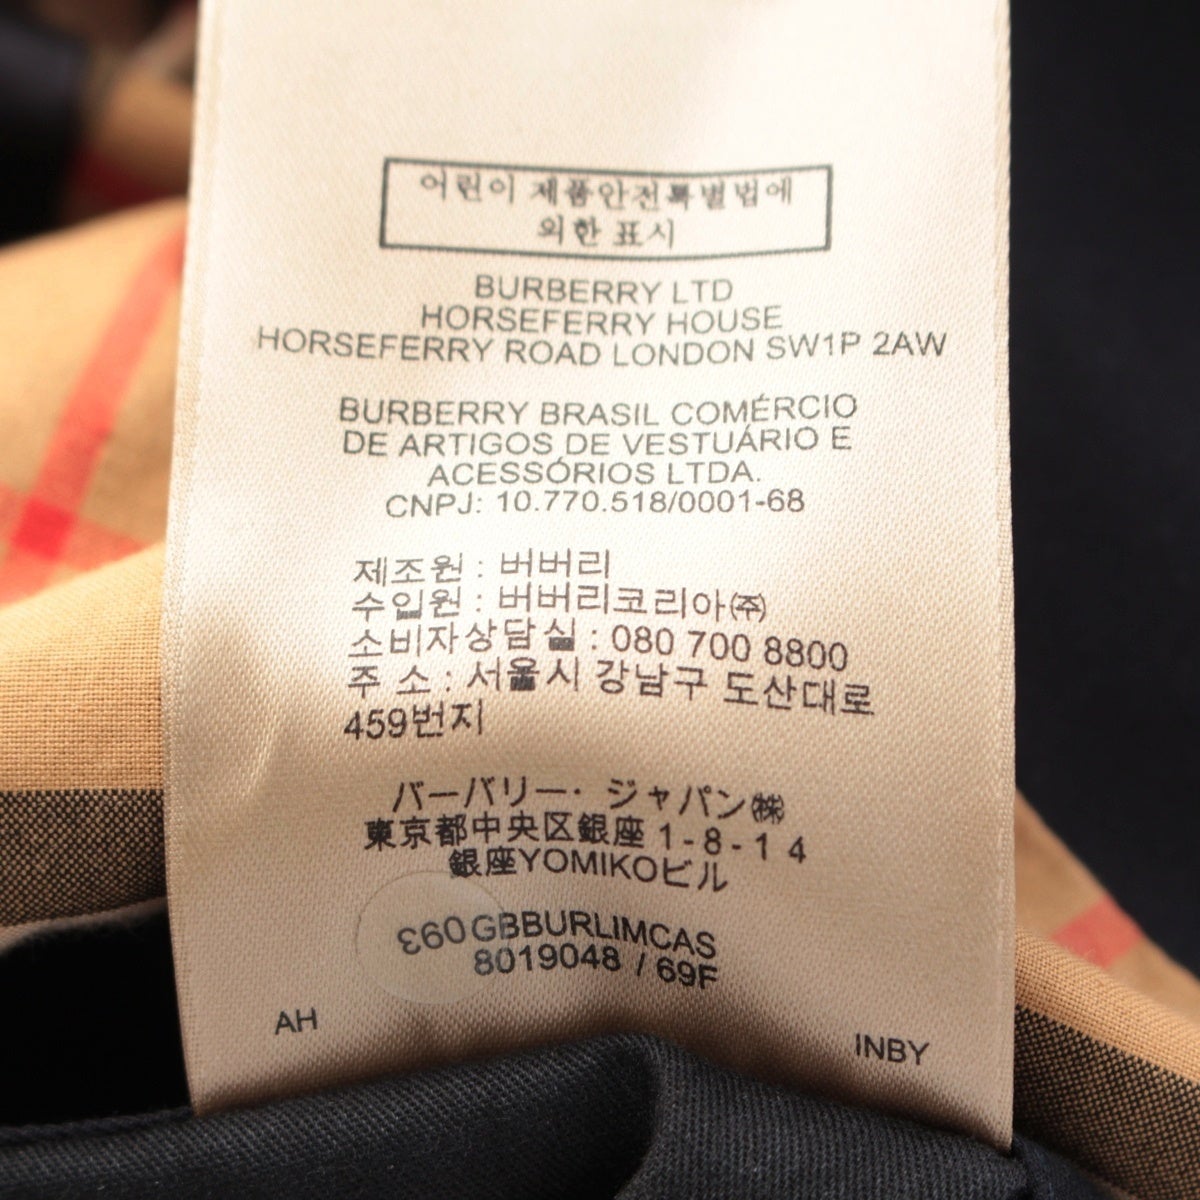 어린이 제품안전특별법에
의한 표시
BURBERRY LTD
HORSEFERRY HOUSE
HORSEFERRY ROAD LONDON SW1P 2AW
BURBERRY BRASIL COMÉRCIO
DE ARTIGOS DE VESTUÁRIO E
ACESSÓRIOS LTDA.
CNPJ: 10.770.518/0001-68
제조원 : 버버리
수입원 : 버버리코리아㈜
소비자상담실 : 080 700 8800
주 소 : 서울시 강남구 도산대로
459번지
バーバリー・ジャパン㈱
東京都中央区銀座 1-8-14
銀座YOMIKOビル
GBBURLIMCAS
8019048 / 69F
AH
INBY